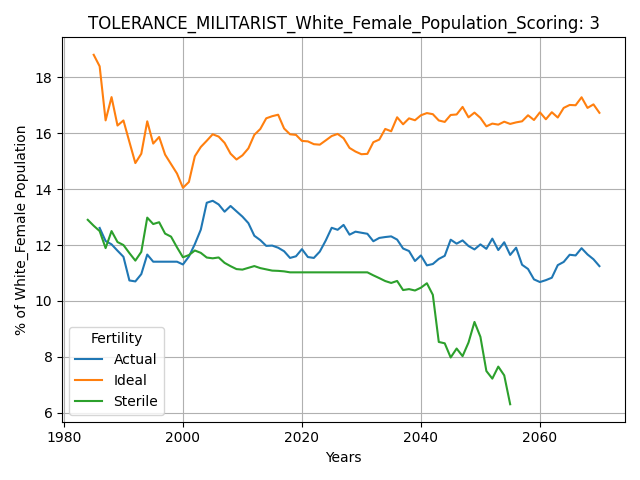 TOLERANCE_MILITARIST_White_Female_Population_Scoring: 3
% of White_Female Population
18
16
14
12
10
8
6
Fertility
Actual
Ideal
Sterile
1980 2000 2020 2040 2060
Years